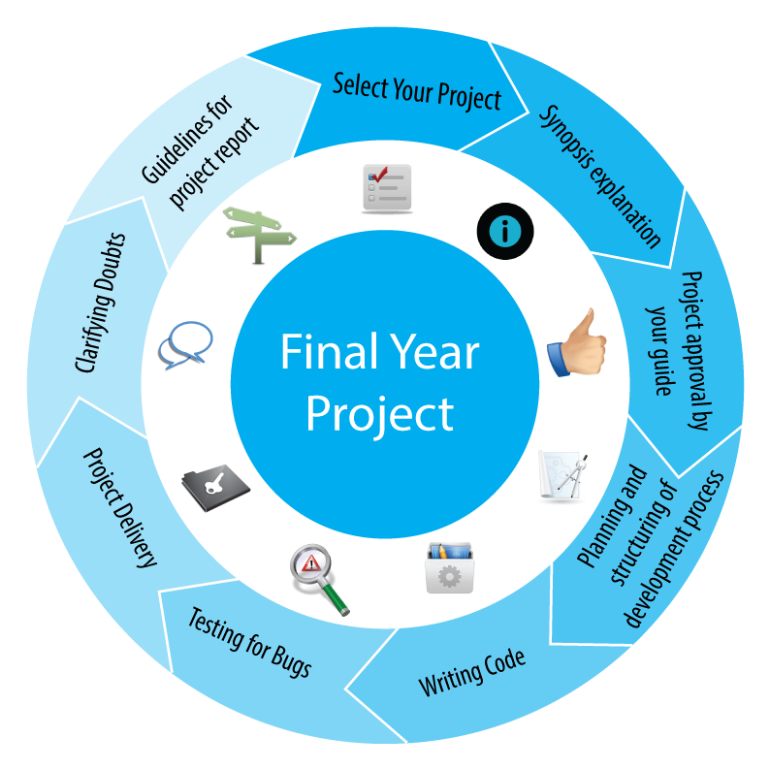 Select Your Project
Synopsis explanation
Project approval by
your guide
Planning and
structuring of
development process
Writing Code
Testing for Bugs
Project Delivery
Clarifying Doubts
Guidelines for
project report
Final Year
Project